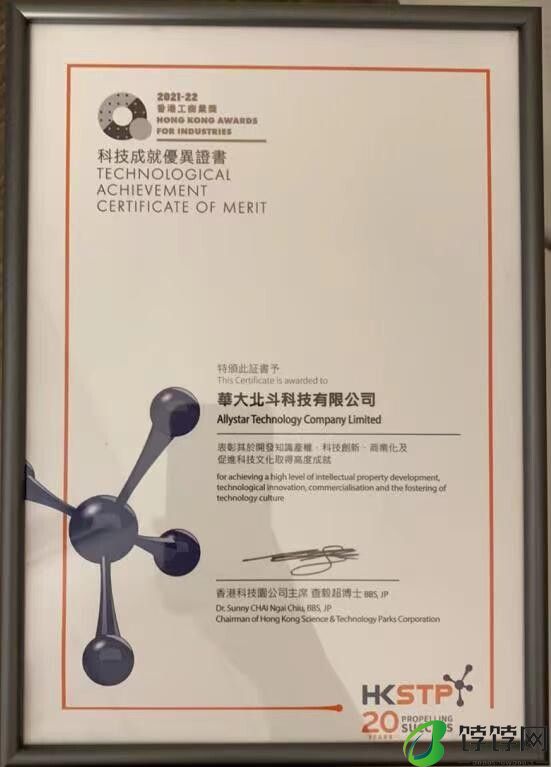 2021-22
香港工商業獎
HONG KONG AWARDS
FOR INDUSTRIES
科技成就優異證書
TECHNOLOGICAL
ACHIEVEMENT
CERTIFICATE OF MERIT
特頒此証書予
This Certificate is awarded to
華大北斗科技有限公司
Allystar Technology Company Limited
表彰其於開發知識產權、科技創新、商業化及
促進科技文化取得高度成就
for achieving a high level of intellectual property development,
technological innovation, commercialisation and the fostering of
technology culture
香港科技園公司主席 查毅超博士 BBS, JP
Dr. Sunny CHAI Ngai Chiu, BBS, JP
Chairman of Hong Kong Science & Technology Parks Corporation
HKSTP
20 PROPELLING
YEARS SUCCESS
饽饽网